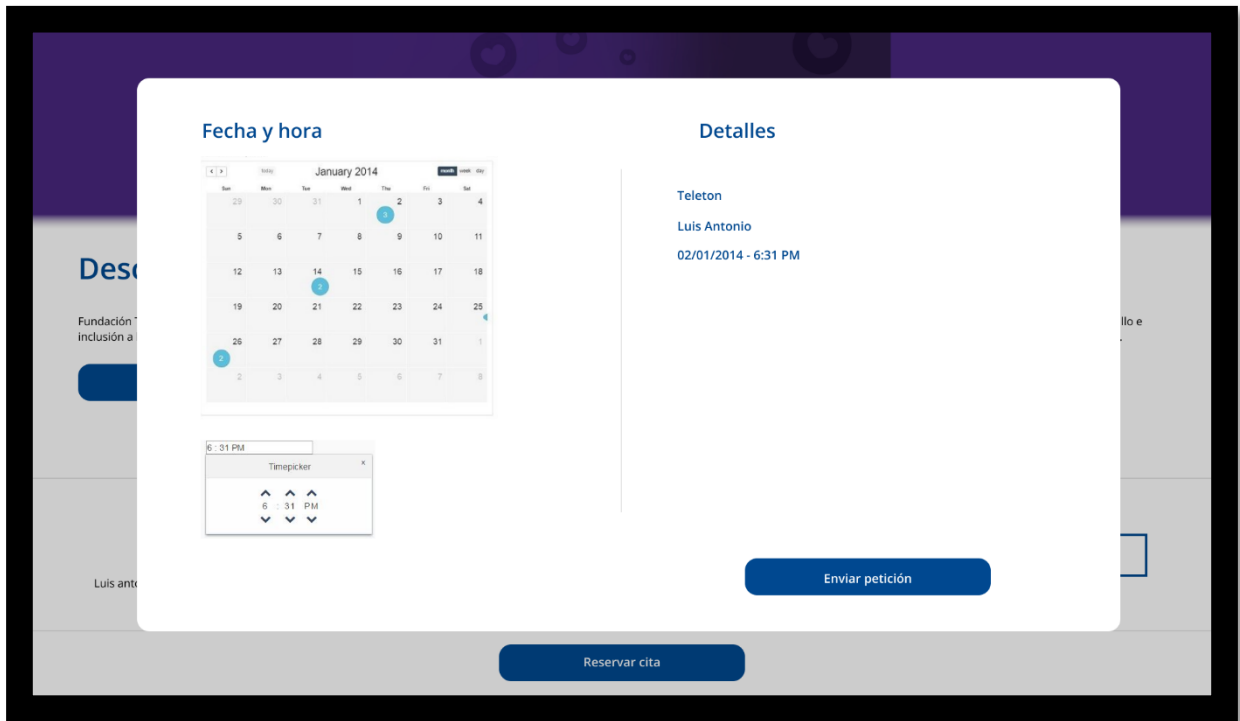 Fecha y hora
Detalles
today
January 2014
month week day
Sun Mon Tue Wed Thu Fri Sat
29 30 31 1 2 3 4
3
5 6 7 8 9 10 11
12 13 14 15 16 17 18
19 20 21 22 23 24 25
26 27 28 29 30 31 1
2
2 3 4 5 6 7 8
6 : 31 PM
Timepicker x
6 : 31 PM
Teleton
Luis Antonio
02/01/2014 - 6:31 PM
Enviar petición
Desc
Fundación
inclusión a
llo e
.
Luis anto
Reservar cita